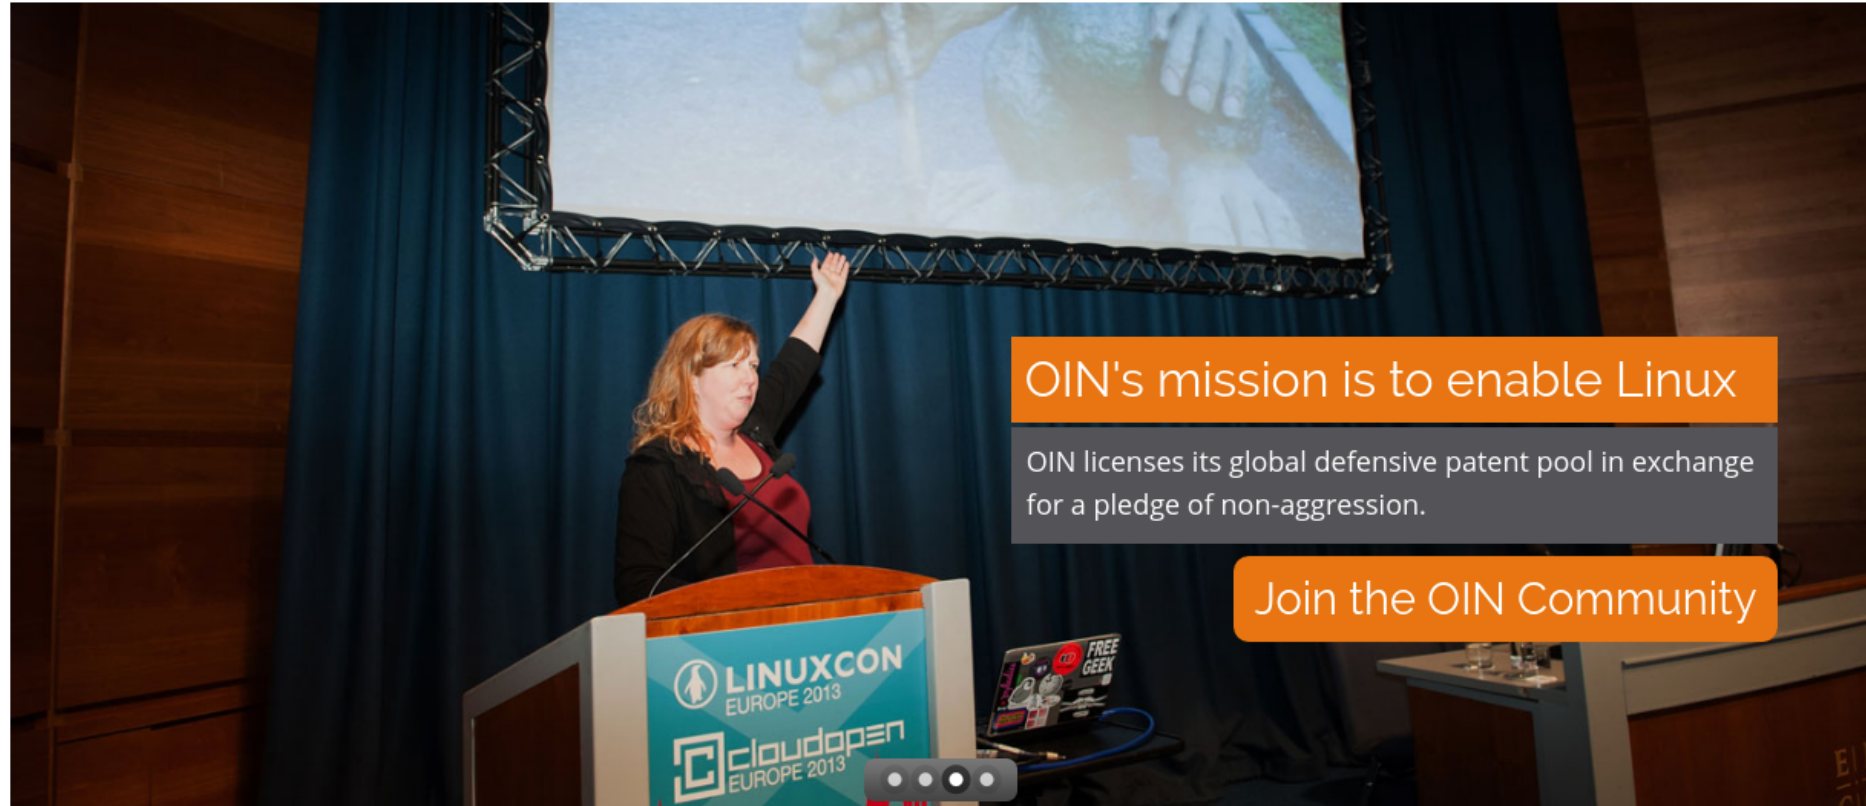 OIN's mission is to enable Linux
OIN licenses its global defensive patent pool in exchange
for a pledge of non-aggression.
Join the OIN Community
LINUXCON
EUROPE 2013
cloudopen
EUROPE 2013
FREE
GEEK